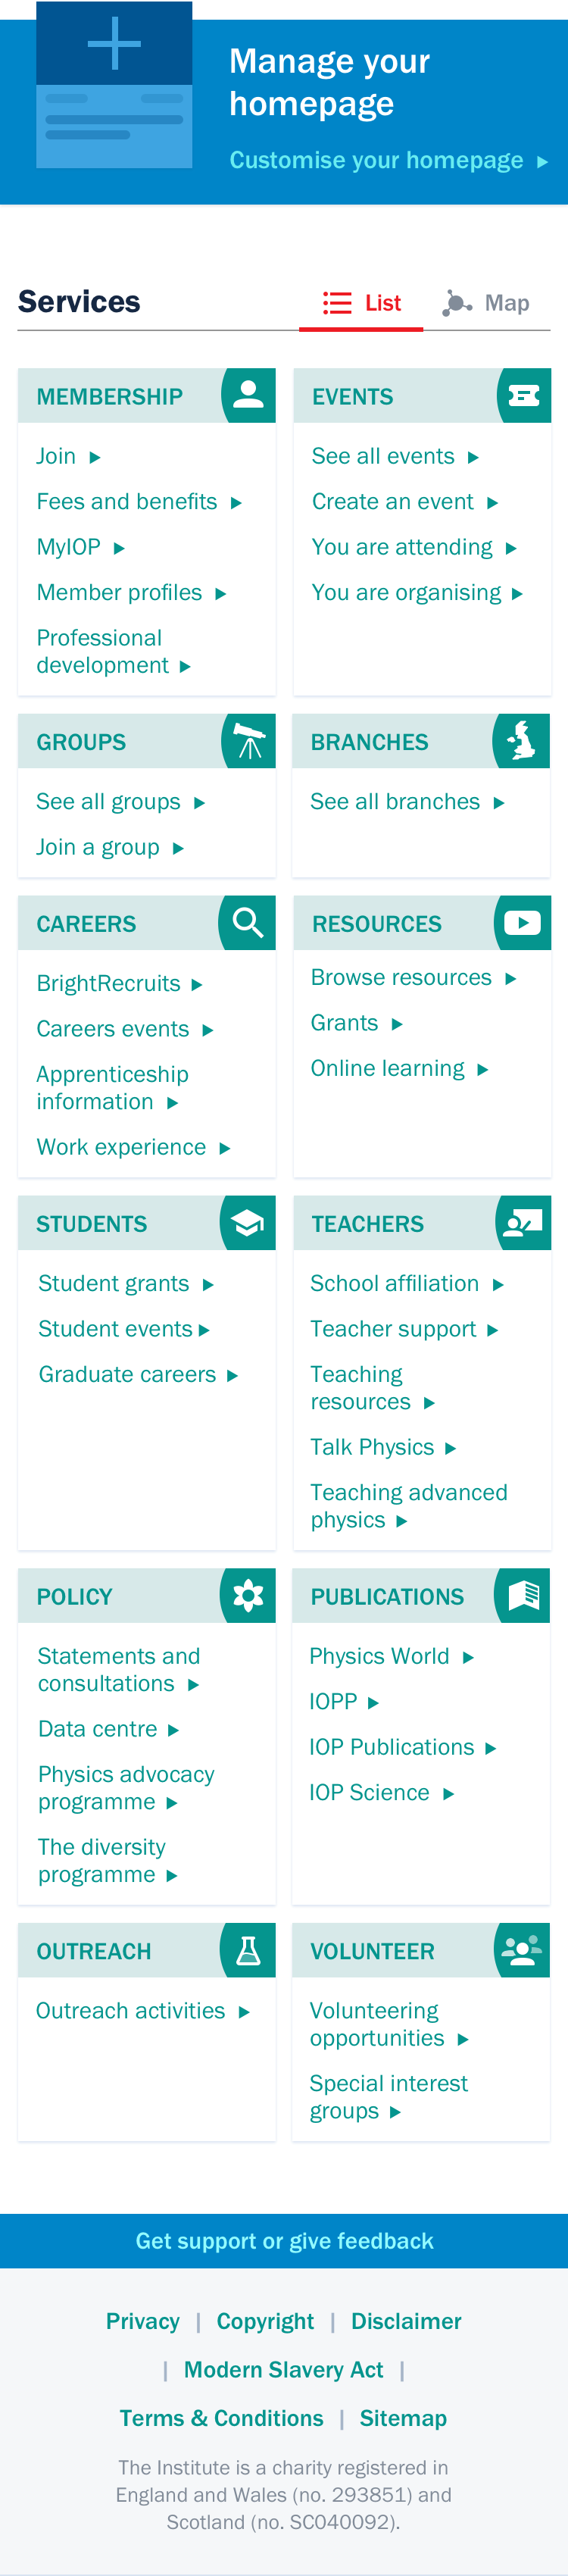 Manage your
homepage
Customise your homepage
Services
List
Map
MEMBERSHIP
Join
Fees and benefits
MyIOP
Member profiles
Professional
development
EVENTS
See all events
Create an event
You are attending
You are organising
GROUPS
See all groups
Join a group
BRANCHES
See all branches
CAREERS
BrightRecruits
Careers events
Apprenticeship
information
Work experience
RESOURCES
Browse resources
Grants
Online learning
STUDENTS
Student grants
Student events
Graduate careers
TEACHERS
School affiliation
Teacher support
Teaching
resources
Talk Physics
Teaching advanced
physics
POLICY
Statements and
consultations
Data centre
Physics advocacy
programme
The diversity
programme
PUBLICATIONS
Physics World
IOPP
IOP Publications
IOP Science
OUTREACH
Outreach activities
VOLUNTEER
Volunteering
opportunities
Special interest
groups
Get support or give feedback
Privacy | Copyright | Disclaimer
| Modern Slavery Act |
Terms & Conditions | Sitemap
The Institute is a charity registered in
England and Wales (no. 293851) and
Scotland (no. SC040092).